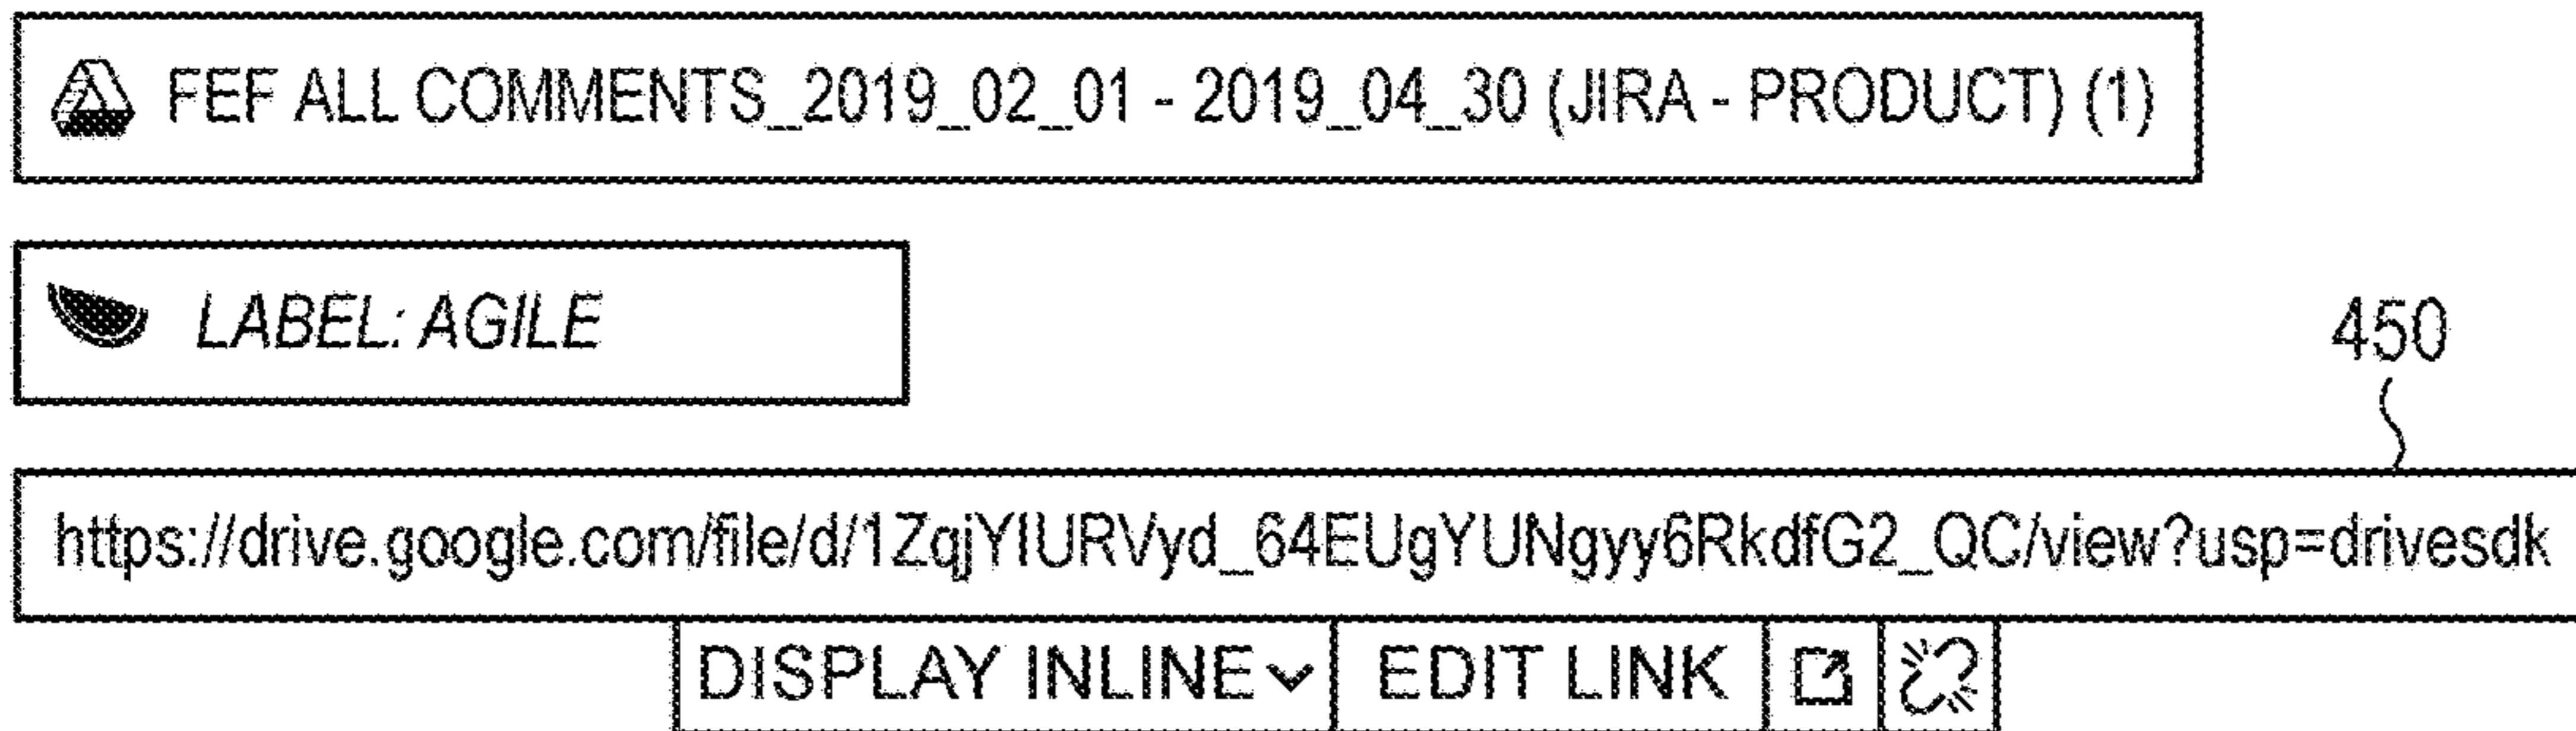 FEF ALL COMMENTS_2019_02_01 - 2019_04_30 (JIRA - PRODUCT) (1)
LABEL: AGILE
450
https://drive.google.com/file/d/1ZqjYIURVyd_64EUgYUNgyy6RkdfG2_QC/view?usp=drivesdk
DISPLAY INLINE EDIT LINK